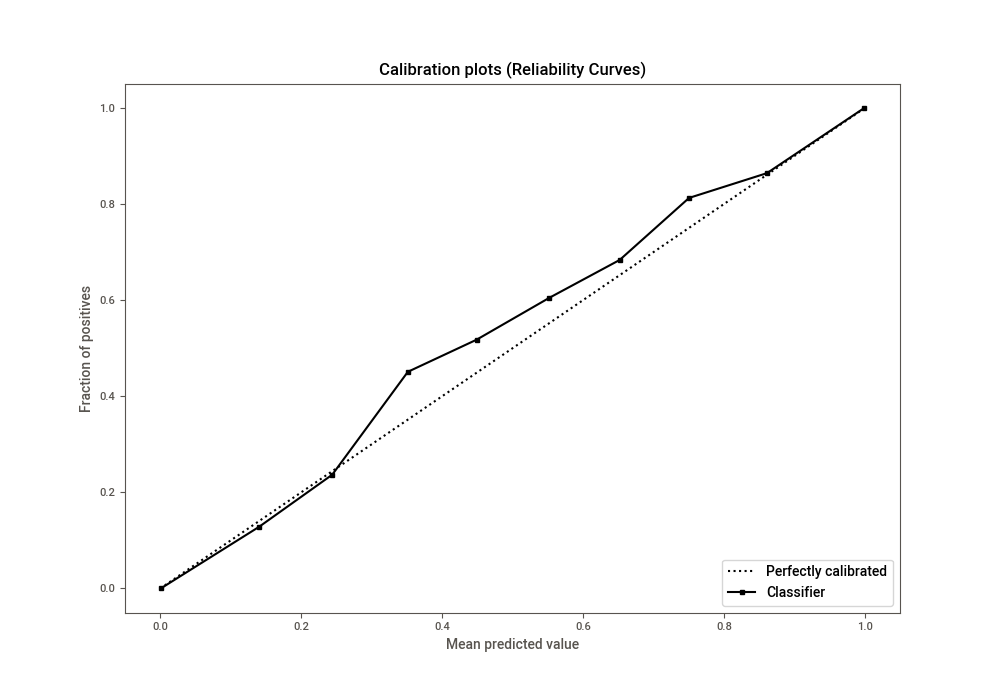 Calibration plots (Reliability Curves)
1.0
0.8
0.6
0.4
0.2
0.0
Fraction of positives
0.0 0.2 0.4 0.6 0.8 1.0
Mean predicted value
Perfectly calibrated
Classifier